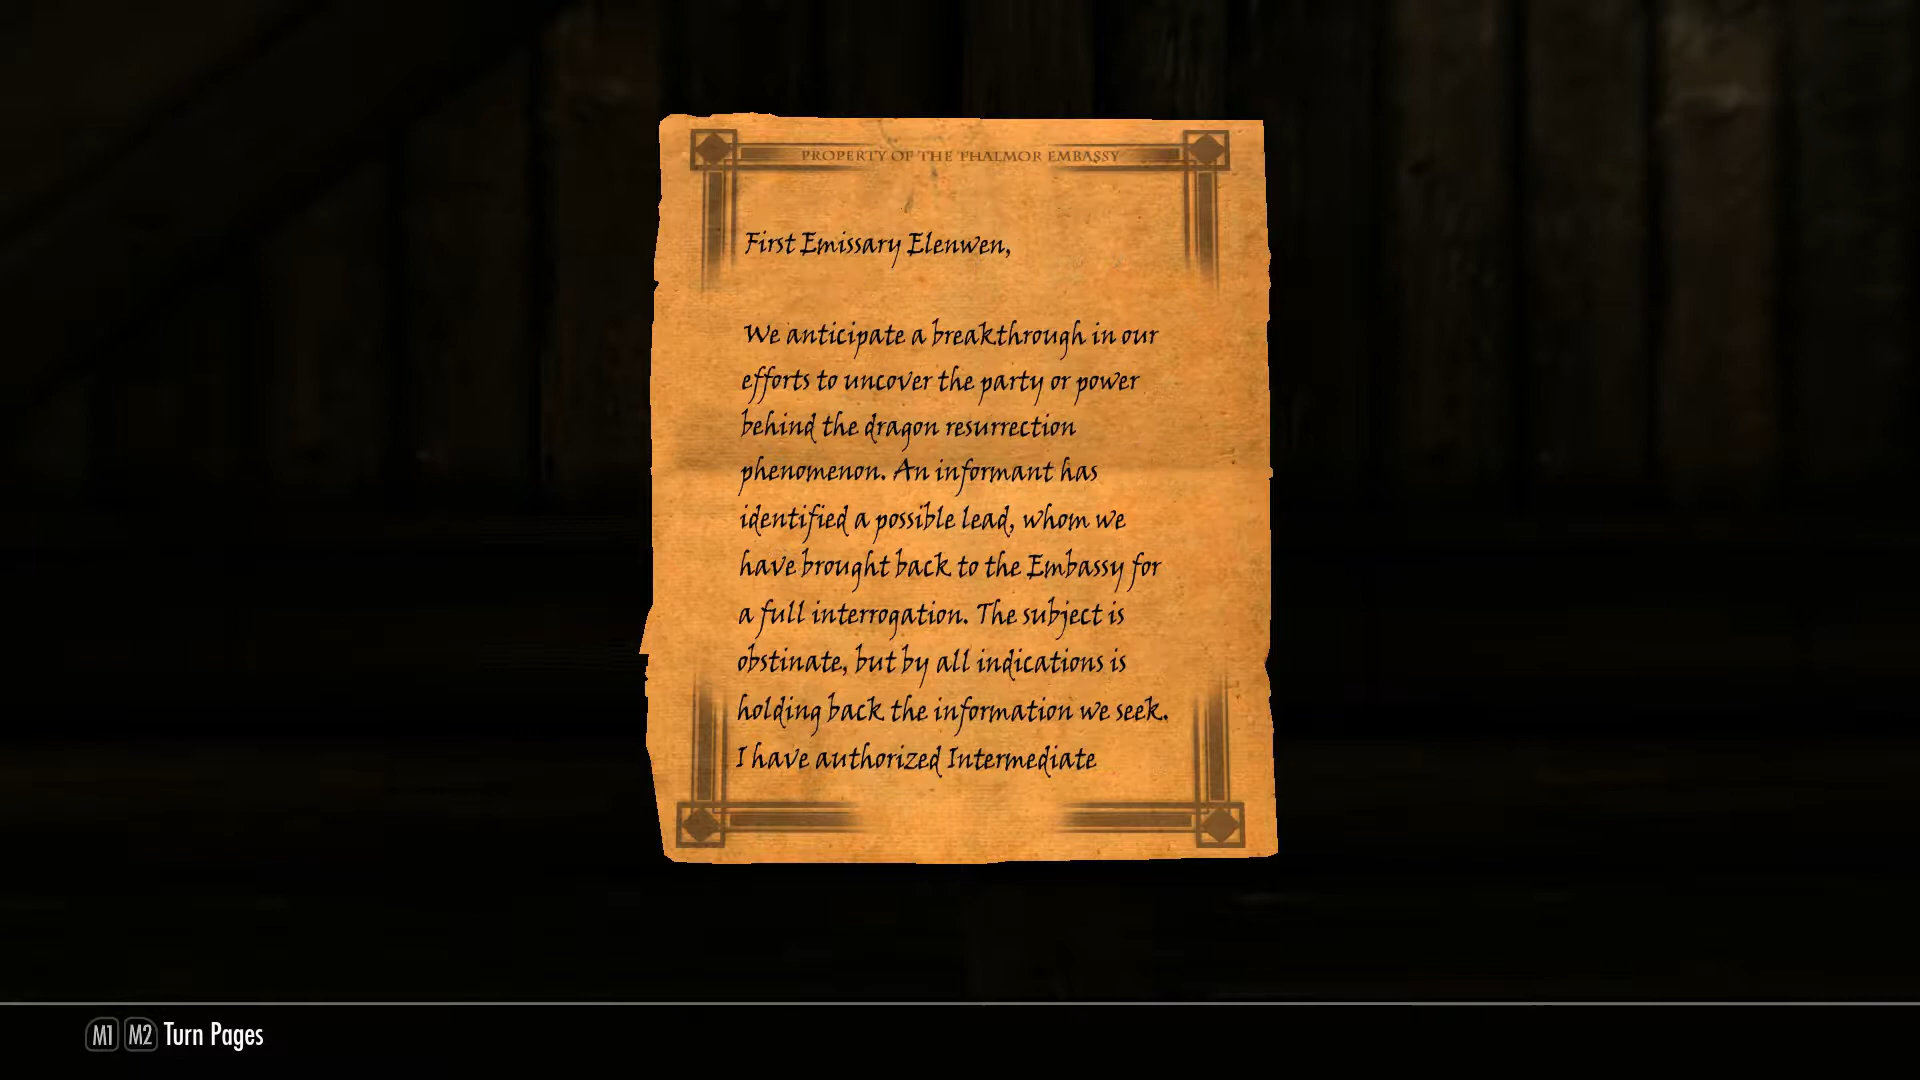 PROPERTY OF THE THALMOR EMBASSY
First Emissary Elenwen,
We anticipate a breakthrough in our
efforts to uncover the party or power
behind the dragon resurrection
phenomenon. An informant has
identified a possible lead, whom we
have brought back to the Embassy for
a full interrogation. The subject is
obstinate, but by all indications is
holding back the information we seek.
I have authorized Intermediate
M1 M2 Turn Pages